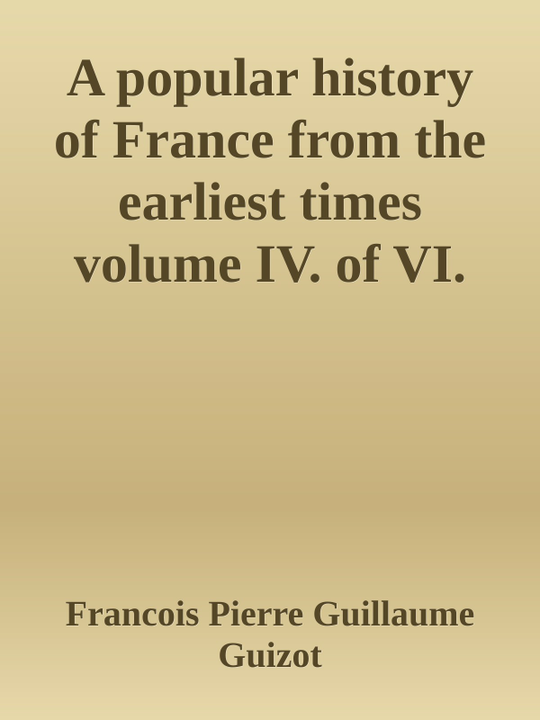 A popular history
of France from the
earliest times
volume IV. of VI.
Francois Pierre Guillaume
Guizot